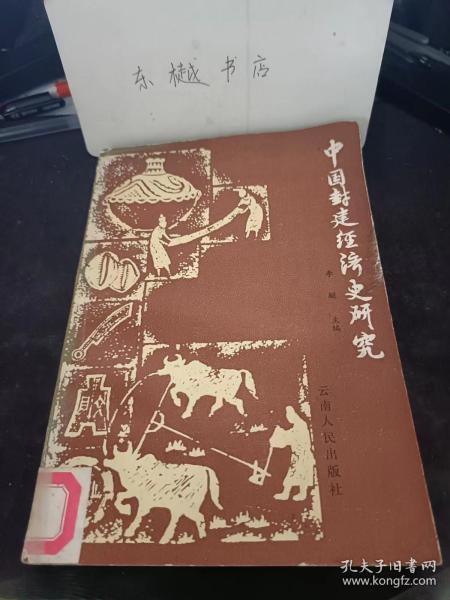 东樾书店
中国封建经济史研究
李埏 主编
云南人民出版社
孔夫子旧书网
www.kongfz.com